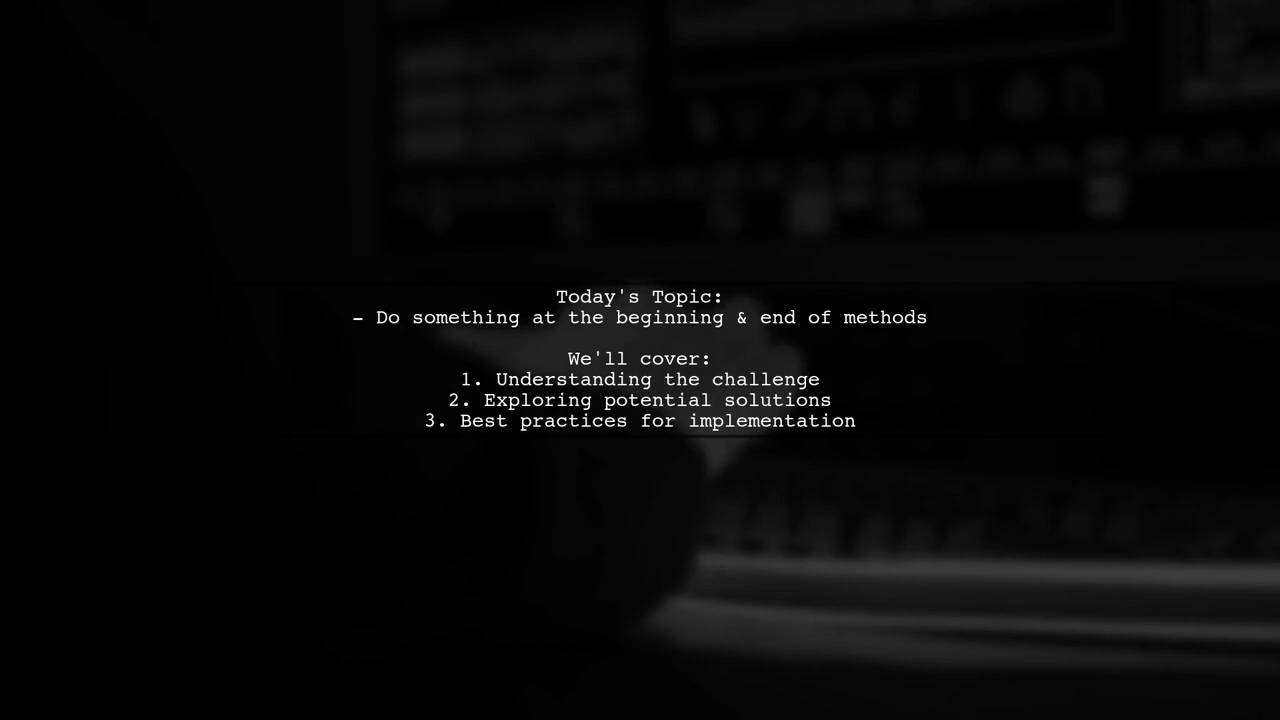 Today's Topic:
- Do something at the beginning & end of methods
We'll cover:
1. Understanding the challenge
2. Exploring potential solutions
3. Best practices for implementation